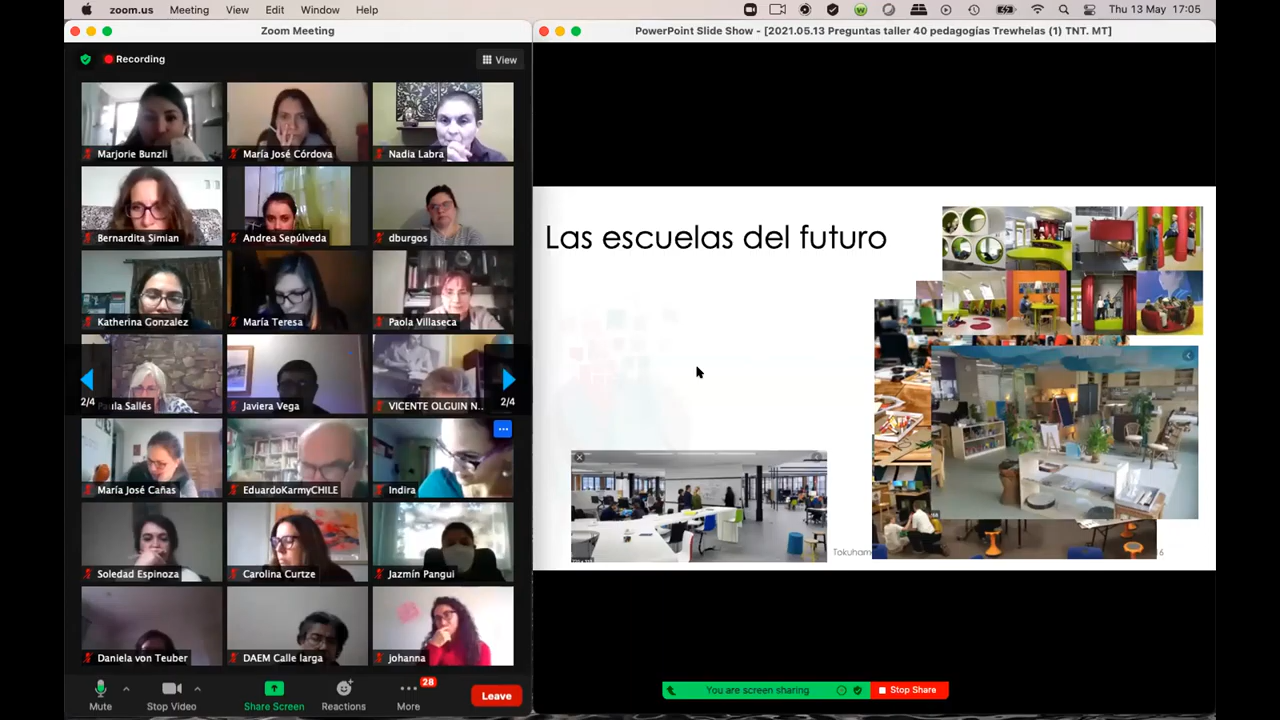 zoom.us Meeting View Edit Window Help
Thu 13 May 17:05
Zoom Meeting
PowerPoint Slide Show - [2021.05.13 Preguntas taller 40 pedagogías Trewhelas (1) TNT. MT]
Recording
View
Marjorie Bunzli
María José Córdova
Nadia Labra
Bernardita Simian
Andrea Sepúlveda
dburgos
Katherina Gonzalez
María Teresa
Paola Villaseca
2/4
Paula Sallés
Javiera Vega
VICENTE OLGUIN N...
2/4
María José Cañas
EduardoKarmyCHILE
Indira
Soledad Espinoza
Carolina Curtze
Jazmín Pangui
Daniela von Teuber
DAEM Calle larga
johanna
Mute
Stop Video
Share Screen
Reactions
28
More
Leave
Las escuelas del futuro
You are screen sharing
Stop Share